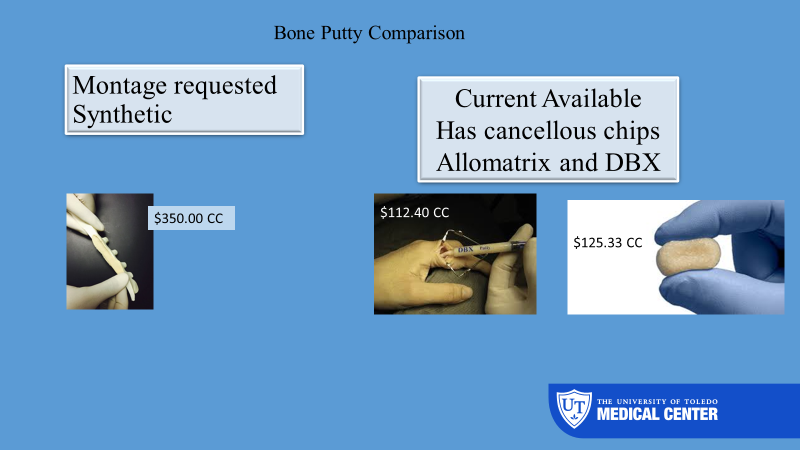 Bone Putty Comparison
Montage requested
Synthetic
Current Available
Has cancellous chips
Allomatrix and DBX
$350.00 CC
$112.40 CC
DBX Putty
$125.33 CC
UT
THE UNIVERSITY OF TOLEDO
MEDICAL CENTER